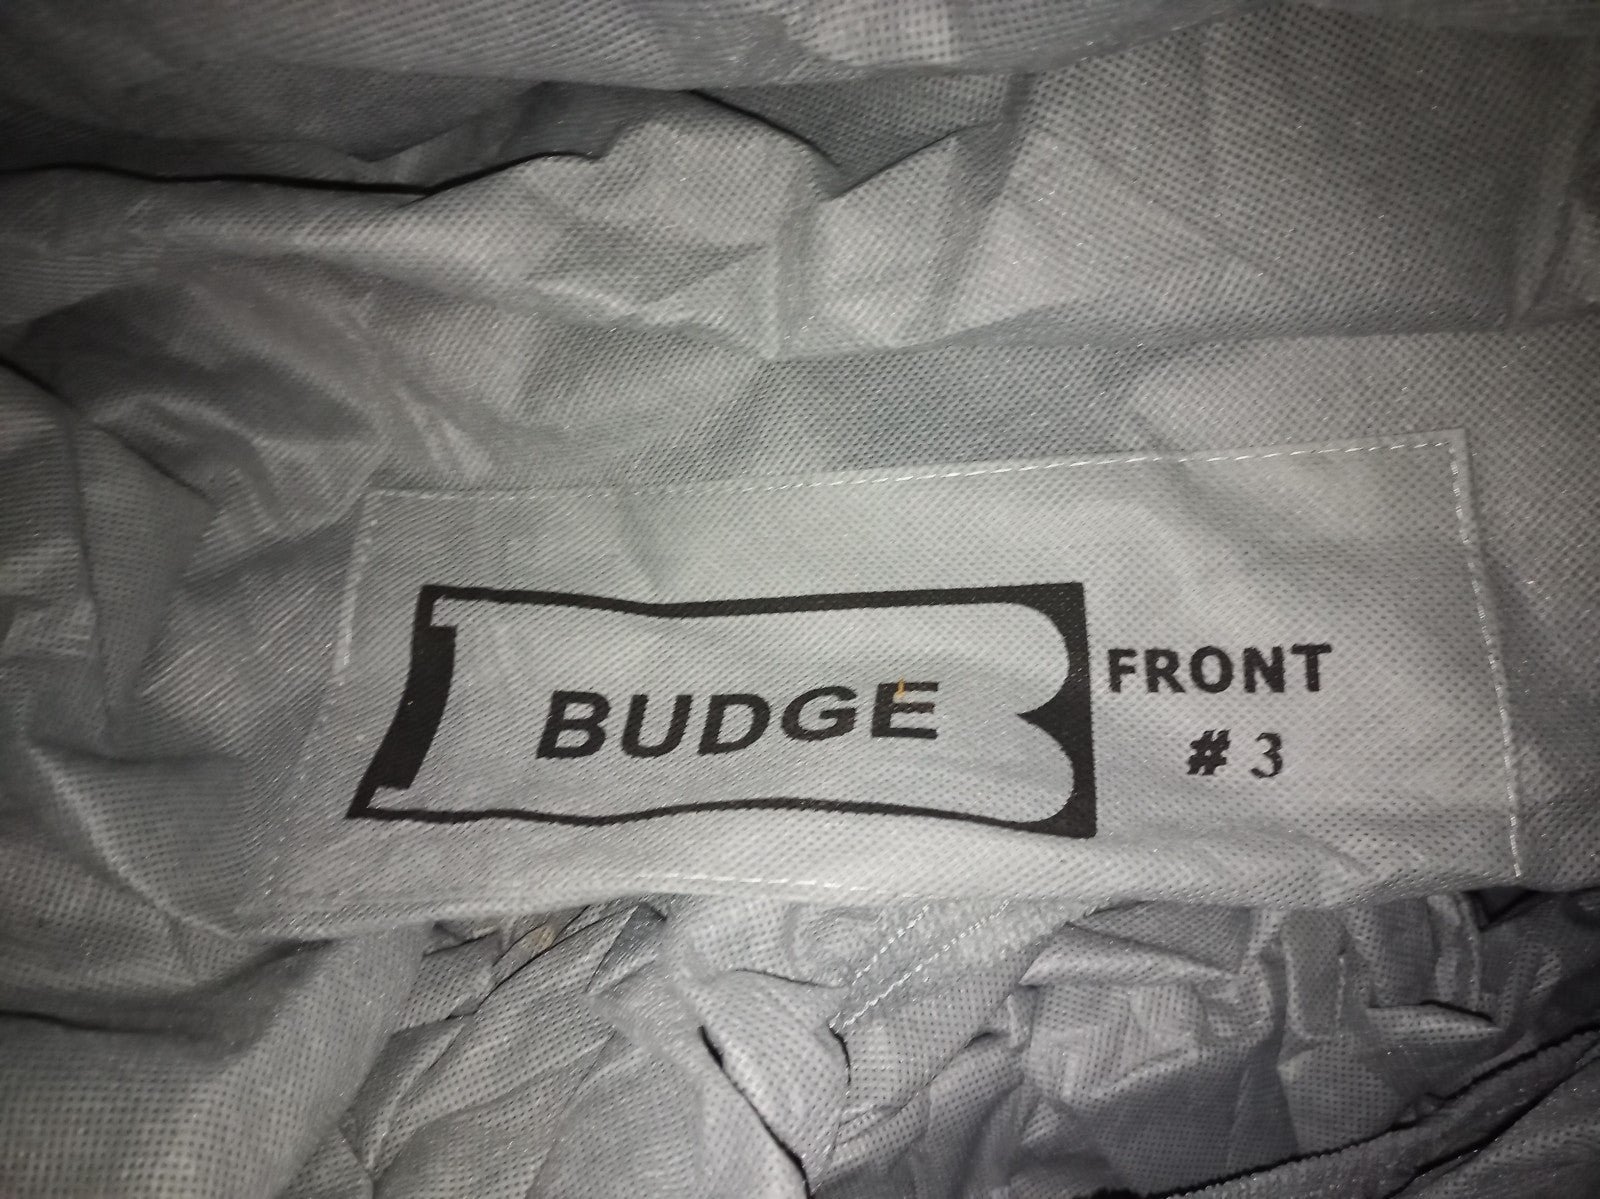 BUDGE
FRONT
# 3